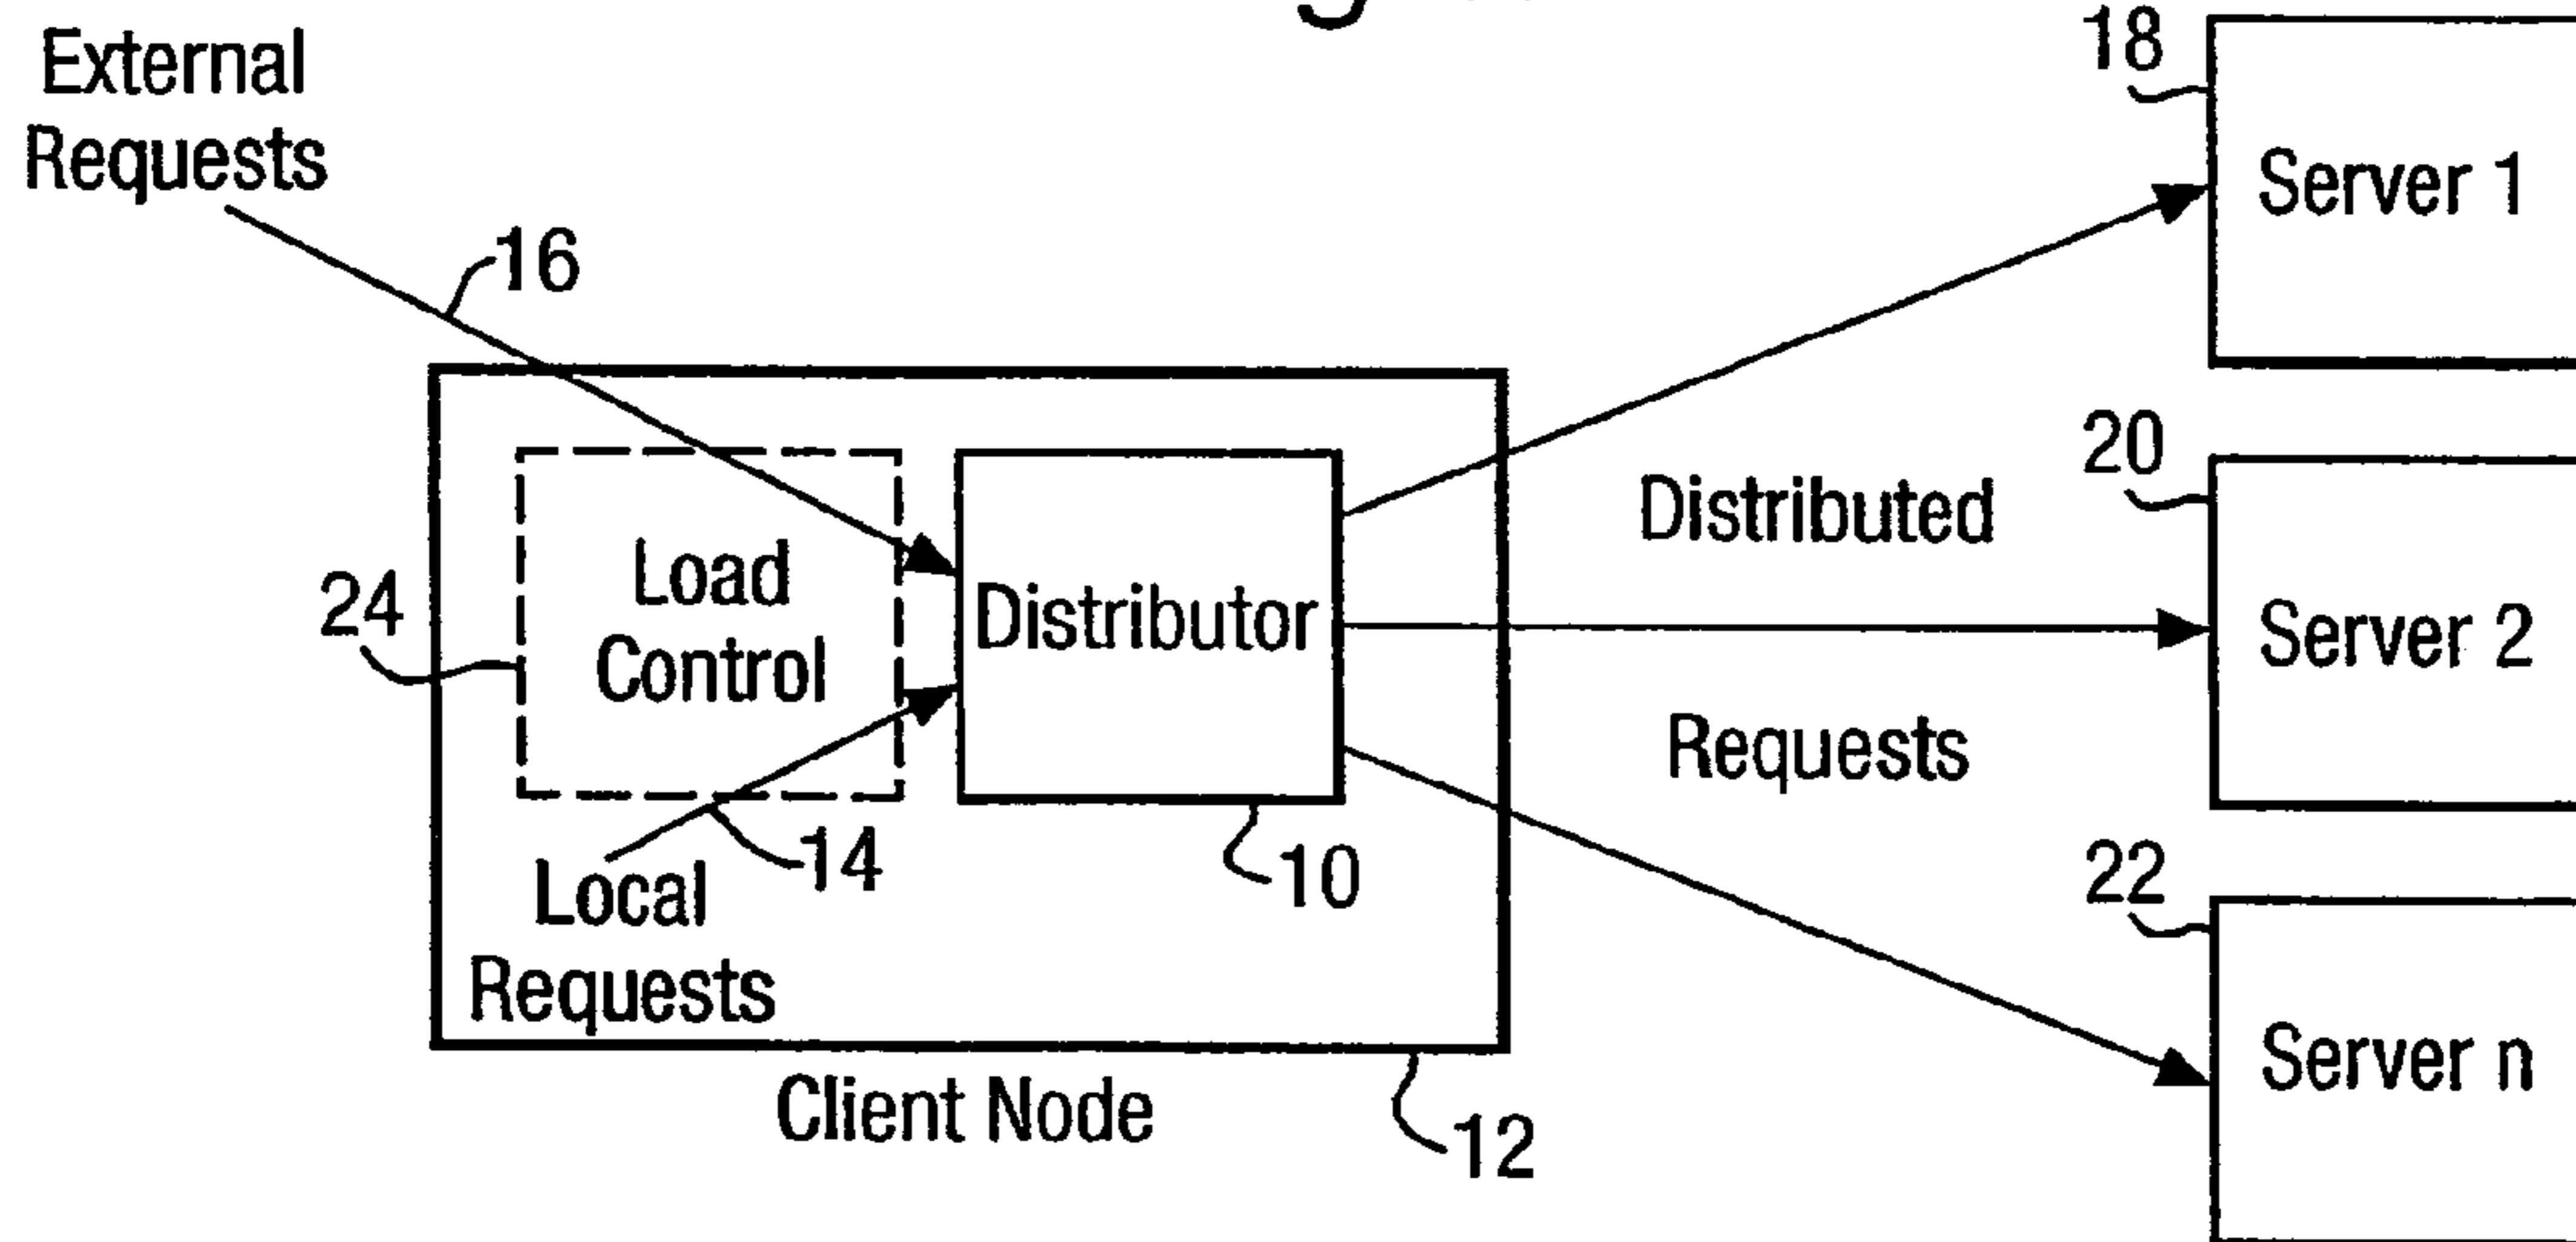 External
Requests
16
18
Server 1
24
Load
Control
Distributor
Distributed
Requests
20
Server 2
14
Local
Requests
10
22
Server n
Client Node
12